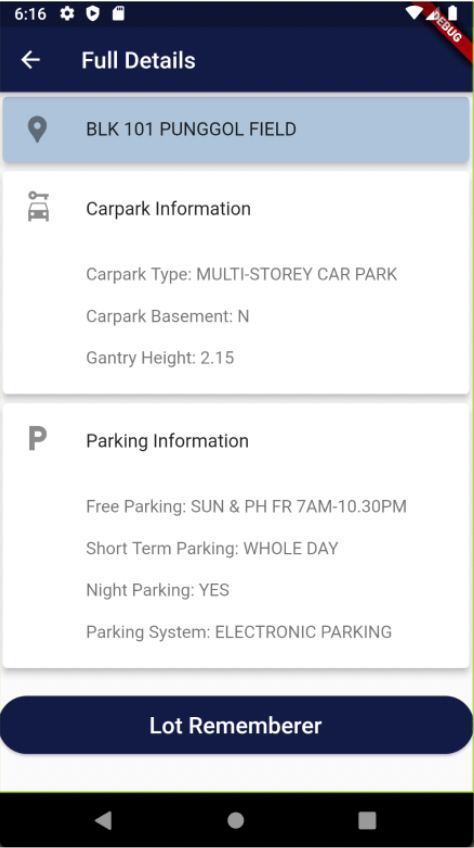 6:16
DEBUG
Full Details
BLK 101 PUNGGOL FIELD
Carpark Information
Carpark Type: MULTI-STOREY CAR PARK
Carpark Basement: N
Gantry Height: 2.15
P
Parking Information
Free Parking: SUN & PH FR 7AM-10.30PM
Short Term Parking: WHOLE DAY
Night Parking: YES
Parking System: ELECTRONIC PARKING
Lot Rememberer